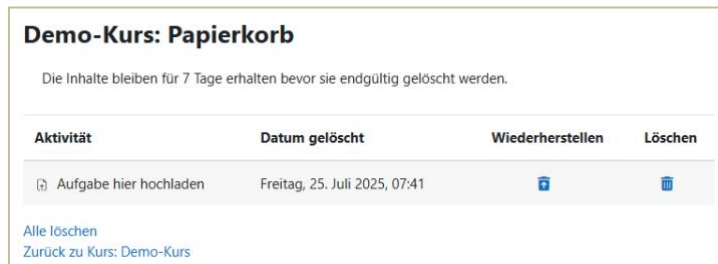 Demo-Kurs: Papierkorb
Die Inhalte bleiben für 7 Tage erhalten bevor sie endgültig gelöscht werden.
Aktivität Datum gelöscht Wiederherstellen Löschen
Aufgabe hier hochladen Freitag, 25. Juli 2025, 07:41
Alle löschen
Zurück zu Kurs: Demo-Kurs